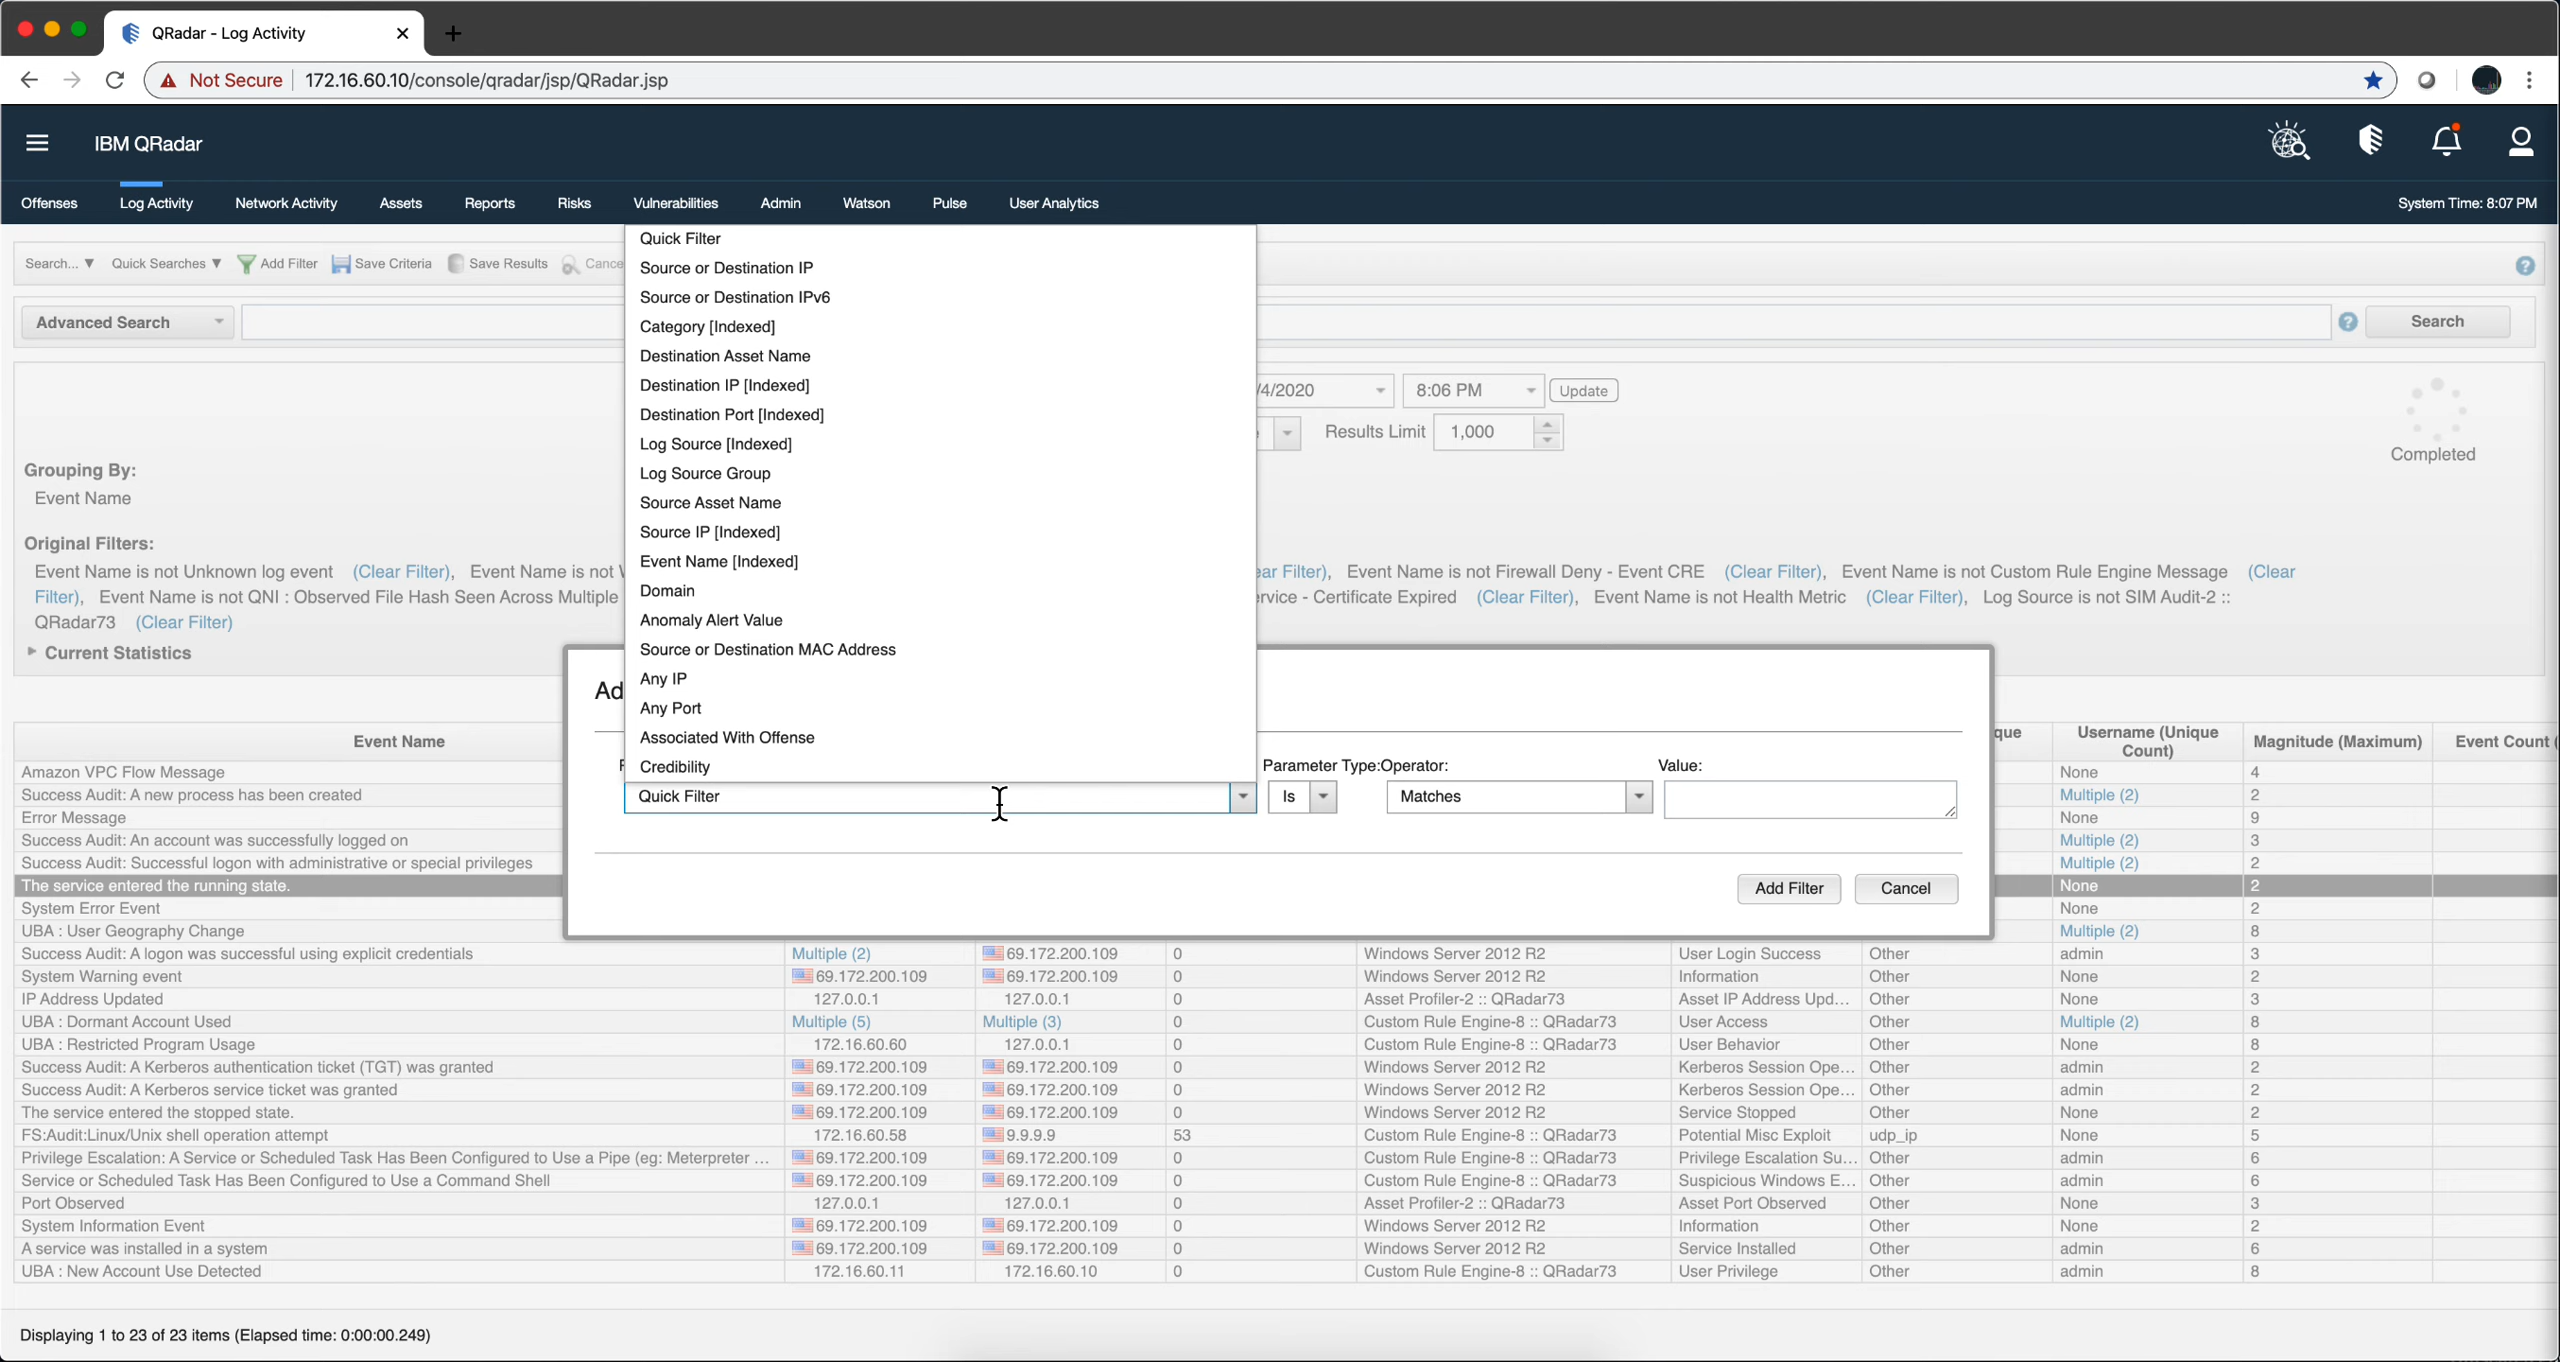 QRadar - Log Activity
Not Secure 172.16.60.10/console/qradar/jsp/QRadar.jsp
IBM QRadar
Offenses Log Activity Network Activity Assets Reports Risks Vulnerabilities Admin Watson Pulse User Analytics System Time: 8:07 PM
Search... Quick Searches Add Filter Save Criteria Save Results
Advanced Search Search
/4/2020 8:06 PM Update
Results Limit 1,000
Completed
Grouping By:
Event Name
Original Filters:
Event Name is not Unknown log event (Clear Filter), Event Name is not
Filter), Event Name is not Firewall Deny - Event CRE (Clear Filter), Event Name is not Custom Rule Engine Message (Clear
Filter), Event Name is not QNI : Observed File Hash Seen Across Multiple
- Certificate Expired (Clear Filter), Event Name is not Health Metric (Clear Filter), Log Source is not SIM Audit-2 ::
QRadar73 (Clear Filter)
Current Statistics
Quick Filter
Source or Destination IP
Source or Destination IPv6
Category [Indexed]
Destination Asset Name
Destination IP [Indexed]
Destination Port [Indexed]
Log Source [Indexed]
Log Source Group
Source Asset Name
Source IP [Indexed]
Event Name [Indexed]
Domain
Anomaly Alert Value
Source or Destination MAC Address
Any IP
Any Port
Associated With Offense
Credibility
Parameter Type: Operator: Value:
Quick Filter Is Matches
Add Filter Cancel
Event Name Username (Unique Count) Magnitude (Maximum) Event Count (
Amazon VPC Flow Message None 4
Success Audit: A new process has been created Multiple (2) 2
Error Message None 9
Success Audit: An account was successfully logged on Multiple (2) 3
Success Audit: Successful logon with administrative or special privileges Multiple (2) 2
The service entered the running state. None 2
System Error Event None 2
UBA : User Geography Change Multiple (2) 8
Success Audit: A logon was successful using explicit credentials Multiple (2) 69.172.200.109 0 Windows Server 2012 R2 User Login Success Other admin 3
System Warning event 69.172.200.109 69.172.200.109 0 Windows Server 2012 R2 Information Other None 2
IP Address Updated 127.0.0.1 127.0.0.1 0 Asset Profiler-2 :: QRadar73 Asset IP Address Upd... Other None 3
UBA : Dormant Account Used Multiple (5) Multiple (3) 0 Custom Rule Engine-8 :: QRadar73 User Access Other Multiple (2) 8
UBA : Restricted Program Usage 172.16.60.60 127.0.0.1 0 Custom Rule Engine-8 :: QRadar73 User Behavior Other None 8
Success Audit: A Kerberos authentication ticket (TGT) was granted 69.172.200.109 69.172.200.109 0 Windows Server 2012 R2 Kerberos Session Ope... Other admin 2
Success Audit: A Kerberos service ticket was granted 69.172.200.109 69.172.200.109 0 Windows Server 2012 R2 Kerberos Session Ope... Other admin 2
The service entered the stopped state. 69.172.200.109 69.172.200.109 0 Windows Server 2012 R2 Service Stopped Other None 2
FS:Audit:Linux/Unix shell operation attempt 172.16.60.58 9.9.9.9 53 Custom Rule Engine-8 :: QRadar73 Potential Misc Exploit udp_ip None 5
Privilege Escalation: A Service or Scheduled Task Has Been Configured to Use a Pipe (eg: Meterpreter ... 69.172.200.109 69.172.200.109 0 Custom Rule Engine-8 :: QRadar73 Privilege Escalation Su... Other admin 6
Service or Scheduled Task Has Been Configured to Use a Command Shell 69.172.200.109 69.172.200.109 0 Custom Rule Engine-8 :: QRadar73 Suspicious Windows E... Other admin 6
Port Observed 127.0.0.1 127.0.0.1 0 Asset Profiler-2 :: QRadar73 Asset Port Observed Other None 3
System Information Event 69.172.200.109 69.172.200.109 0 Windows Server 2012 R2 Information Other None 2
A service was installed in a system 69.172.200.109 69.172.200.109 0 Windows Server 2012 R2 Service Installed Other admin 6
UBA : New Account Use Detected 172.16.60.11 172.16.60.10 0 Custom Rule Engine-8 :: QRadar73 User Privilege Other admin 8
Displaying 1 to 23 of 23 items (Elapsed time: 0:00:00.249)